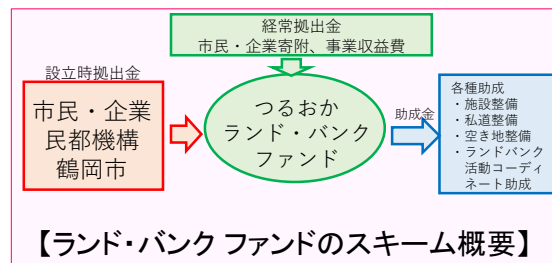 経常拠出金
市民・企業寄附、事業収益費
設立時拠出金
市民・企業
民都機構
鶴岡市
つるおか
ランド・バンク
ファンド
助成金
各種助成
・施設整備
・私道整備
・空き地整備
・ランドバンク
活動コーディ
ネート助成
【ランド・バンク ファンドのスキーム概要】